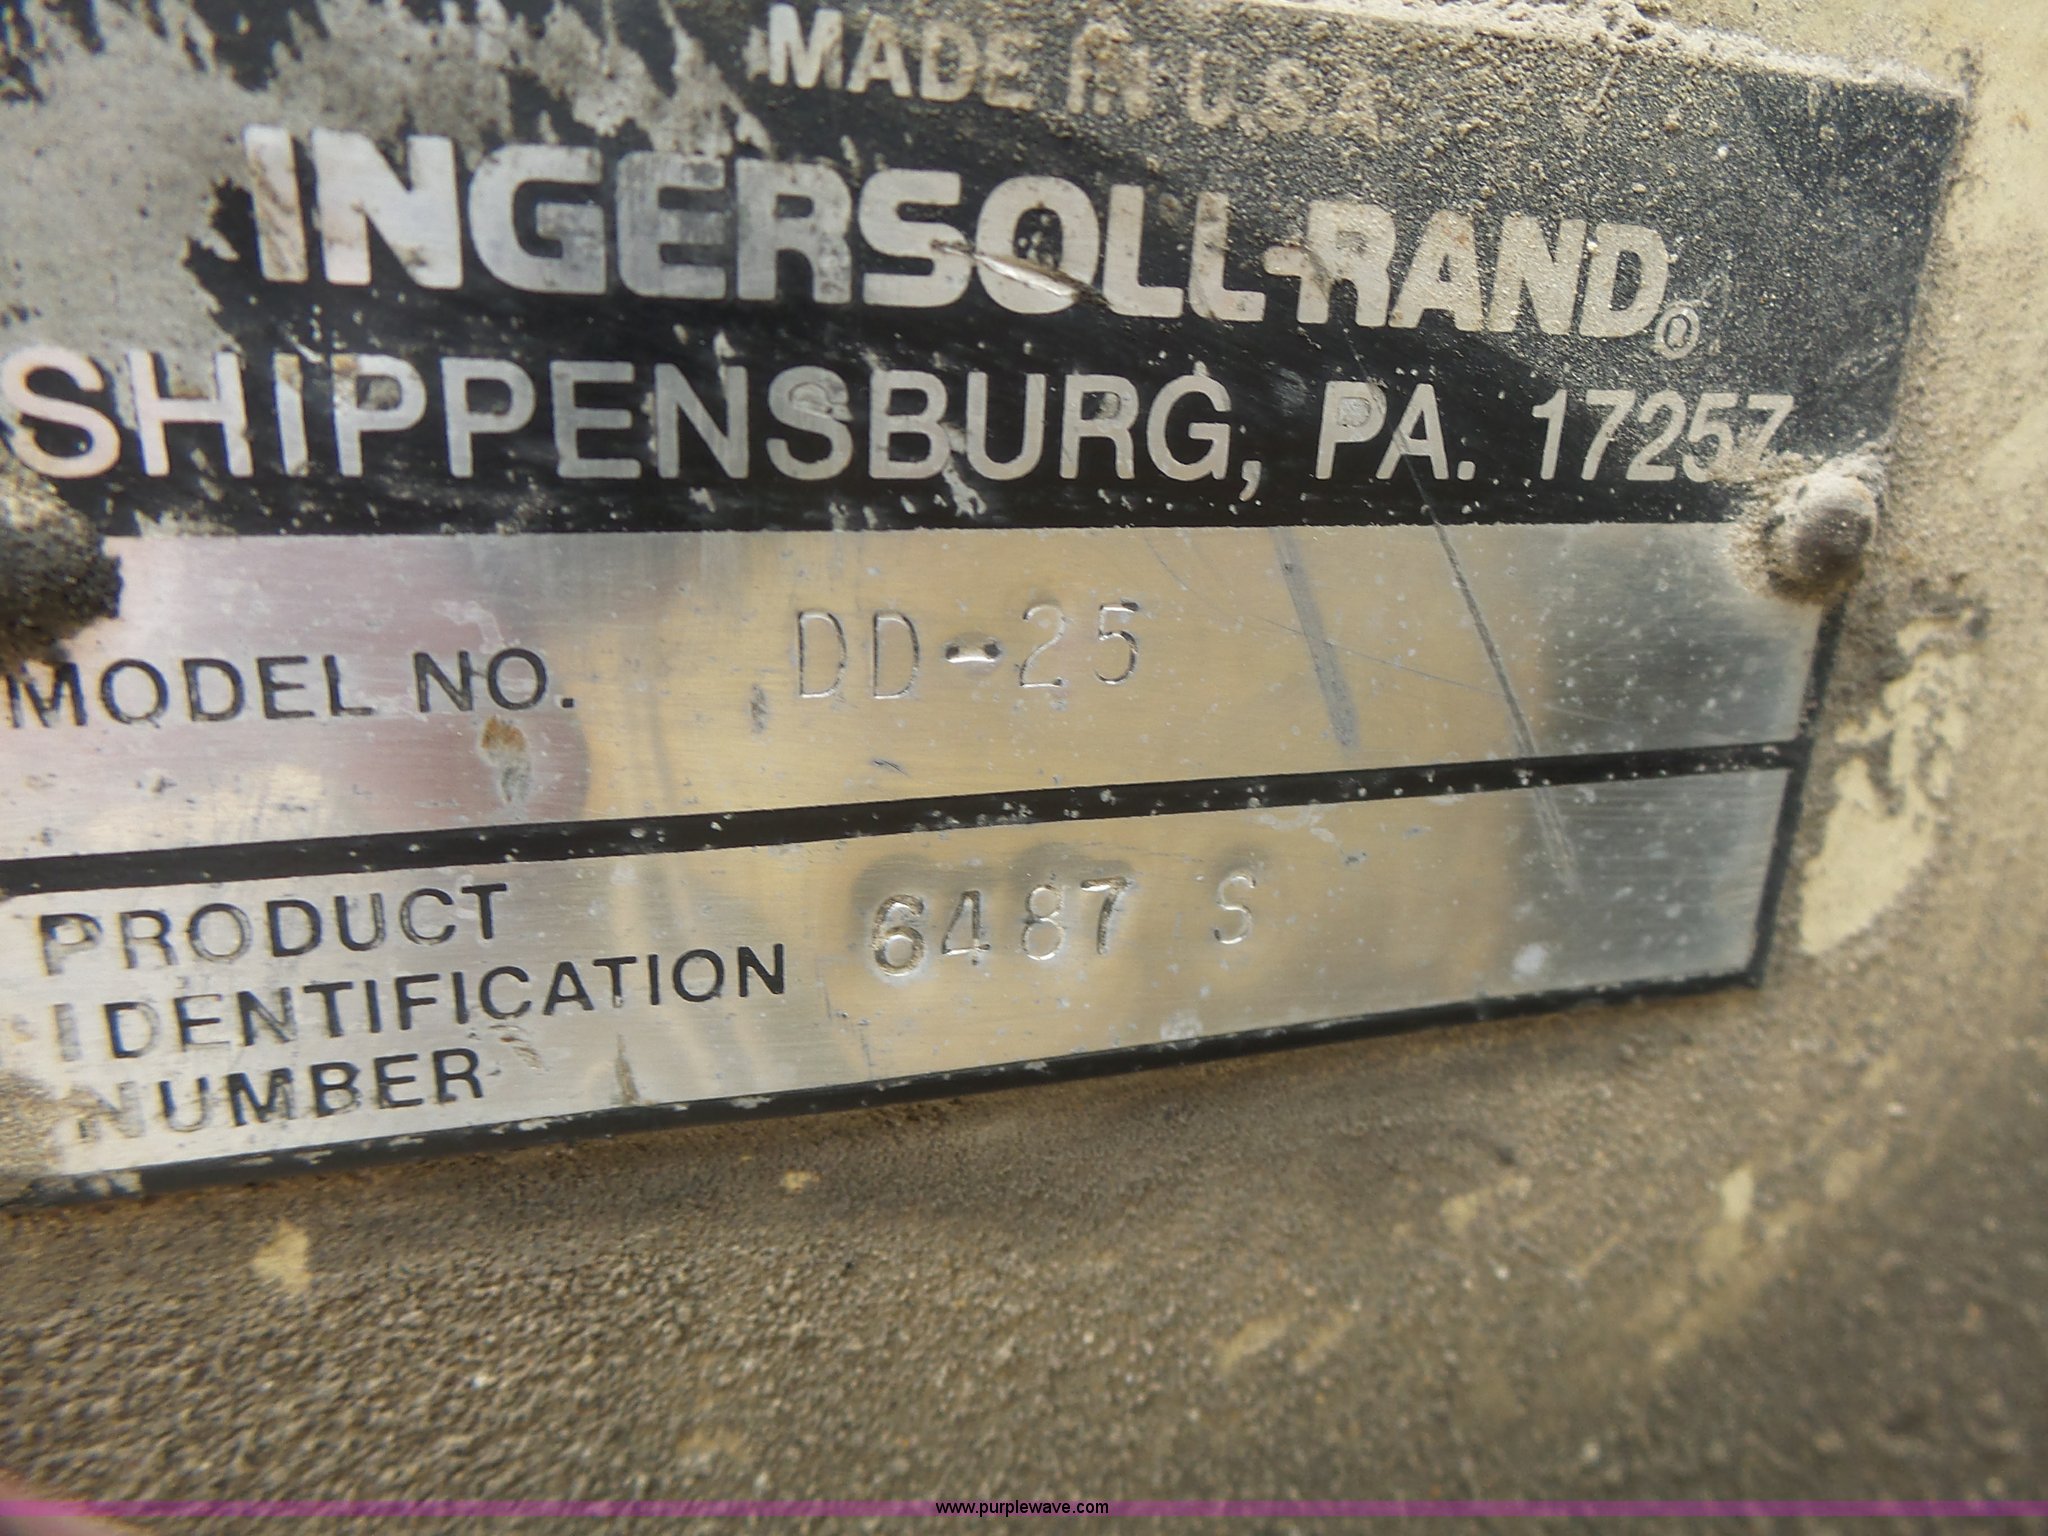 MADE IN U.S.A.
INGERSOLL-RAND®
SHIPPENSBURG, PA. 17257
MODEL NO. DD-25
PRODUCT
IDENTIFICATION 6487 S
NUMBER
www.purplewave.com